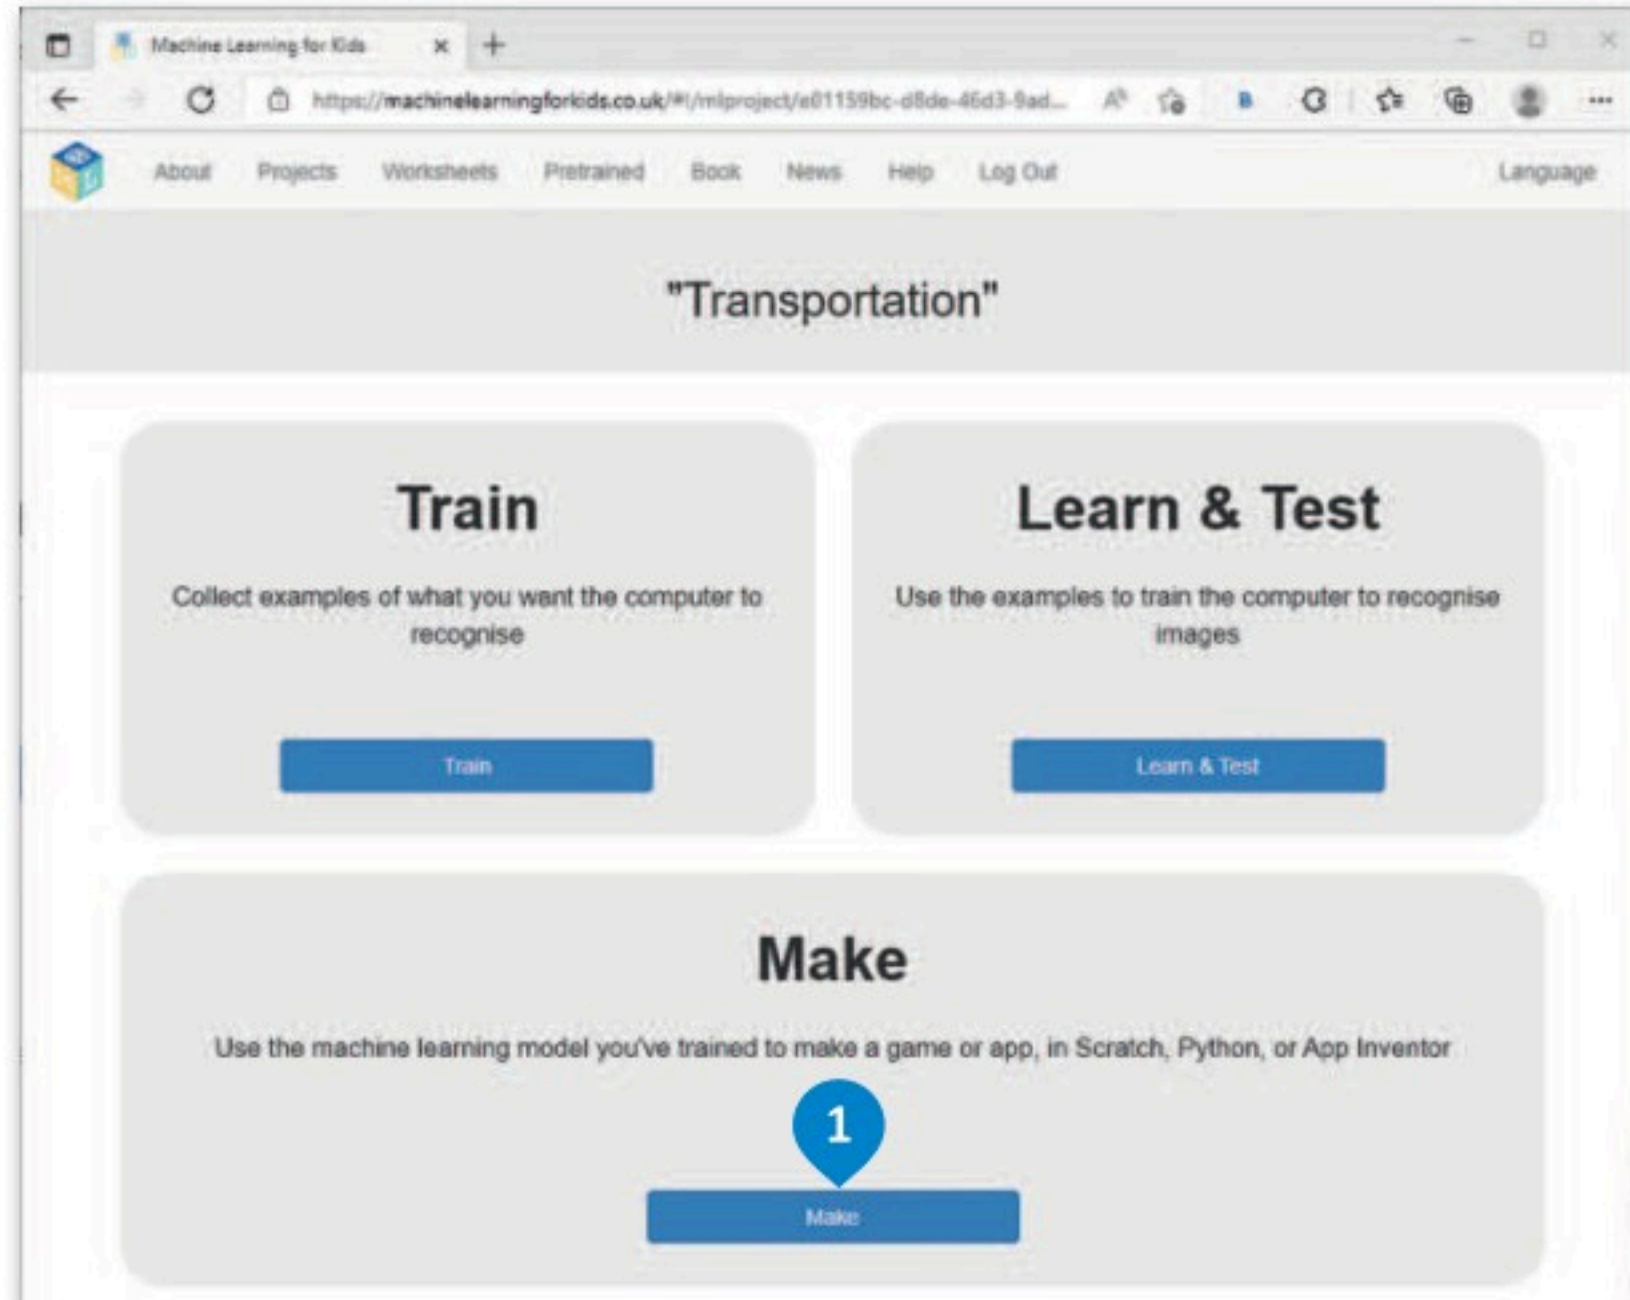 Machine Learning for Kids
https://machinelearningforkids.co.uk/#!/mlproject/e01159bc-d8de-46d3-9ad...
About Projects Worksheets Pretrained Book News Help Log Out Language
"Transportation"
Train
Collect examples of what you want the computer to
recognise
Train
Learn & Test
Use the examples to train the computer to recognise
images
Learn & Test
Make
Use the machine learning model you've trained to make a game or app, in Scratch, Python, or App Inventor
1
Make